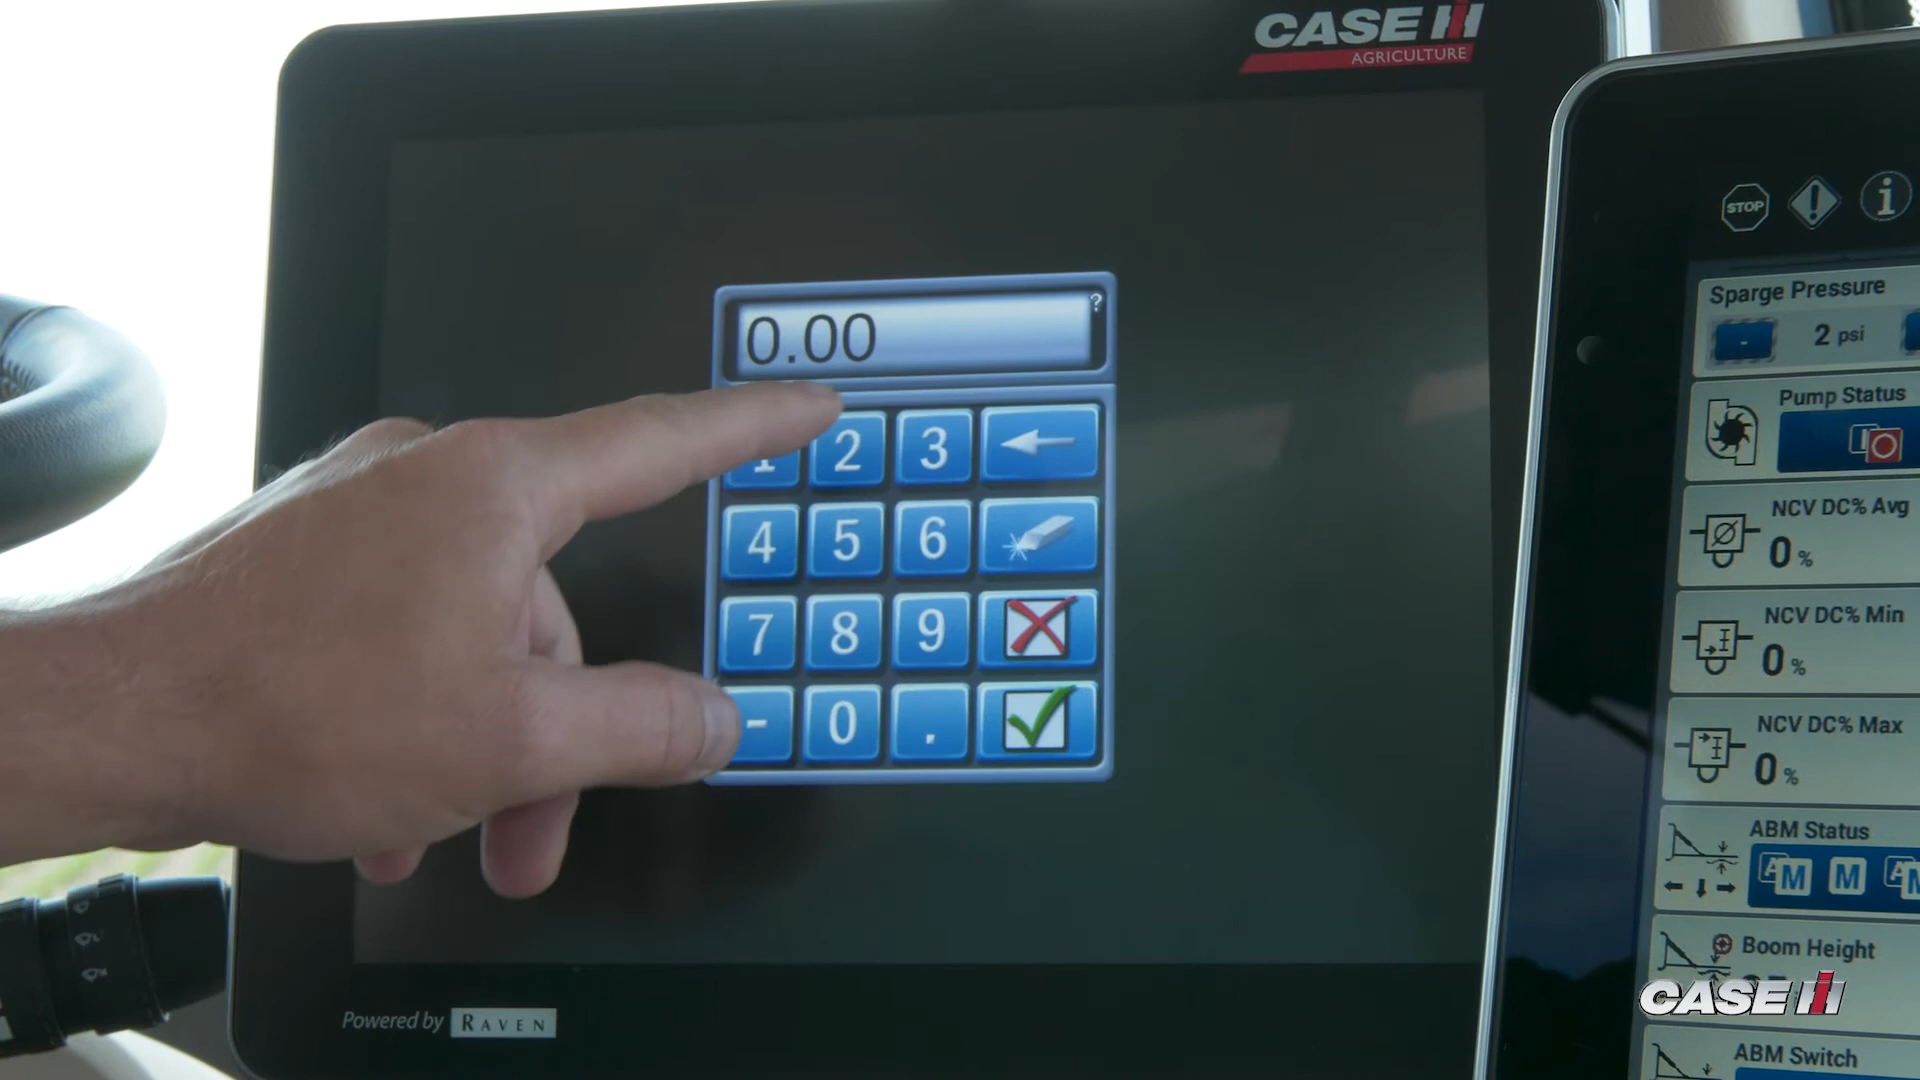 CASE IH
AGRICULTURE
?
0.00
1 2 3
4 5 6
7 8 9
- 0 .
Powered by RAVEN
STOP ! i
Sparge Pressure
- 2 psi
Pump Status
NCV DC% Avg
0 %
NCV DC% Min
0 %
NCV DC% Max
0 %
ABM Status
A M M A M
Boom Height
CASE IH
ABM Switch